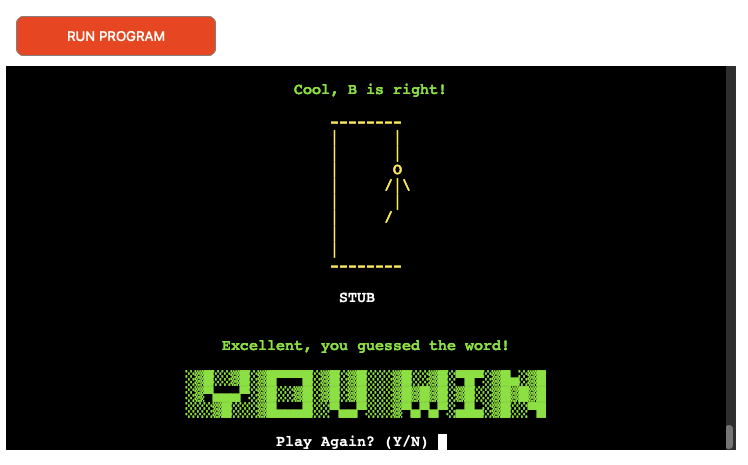 RUN PROGRAM
Cool, B is right!
STUB
Excellent, you guessed the word!
YOU WIN
Play Again? (Y/N)